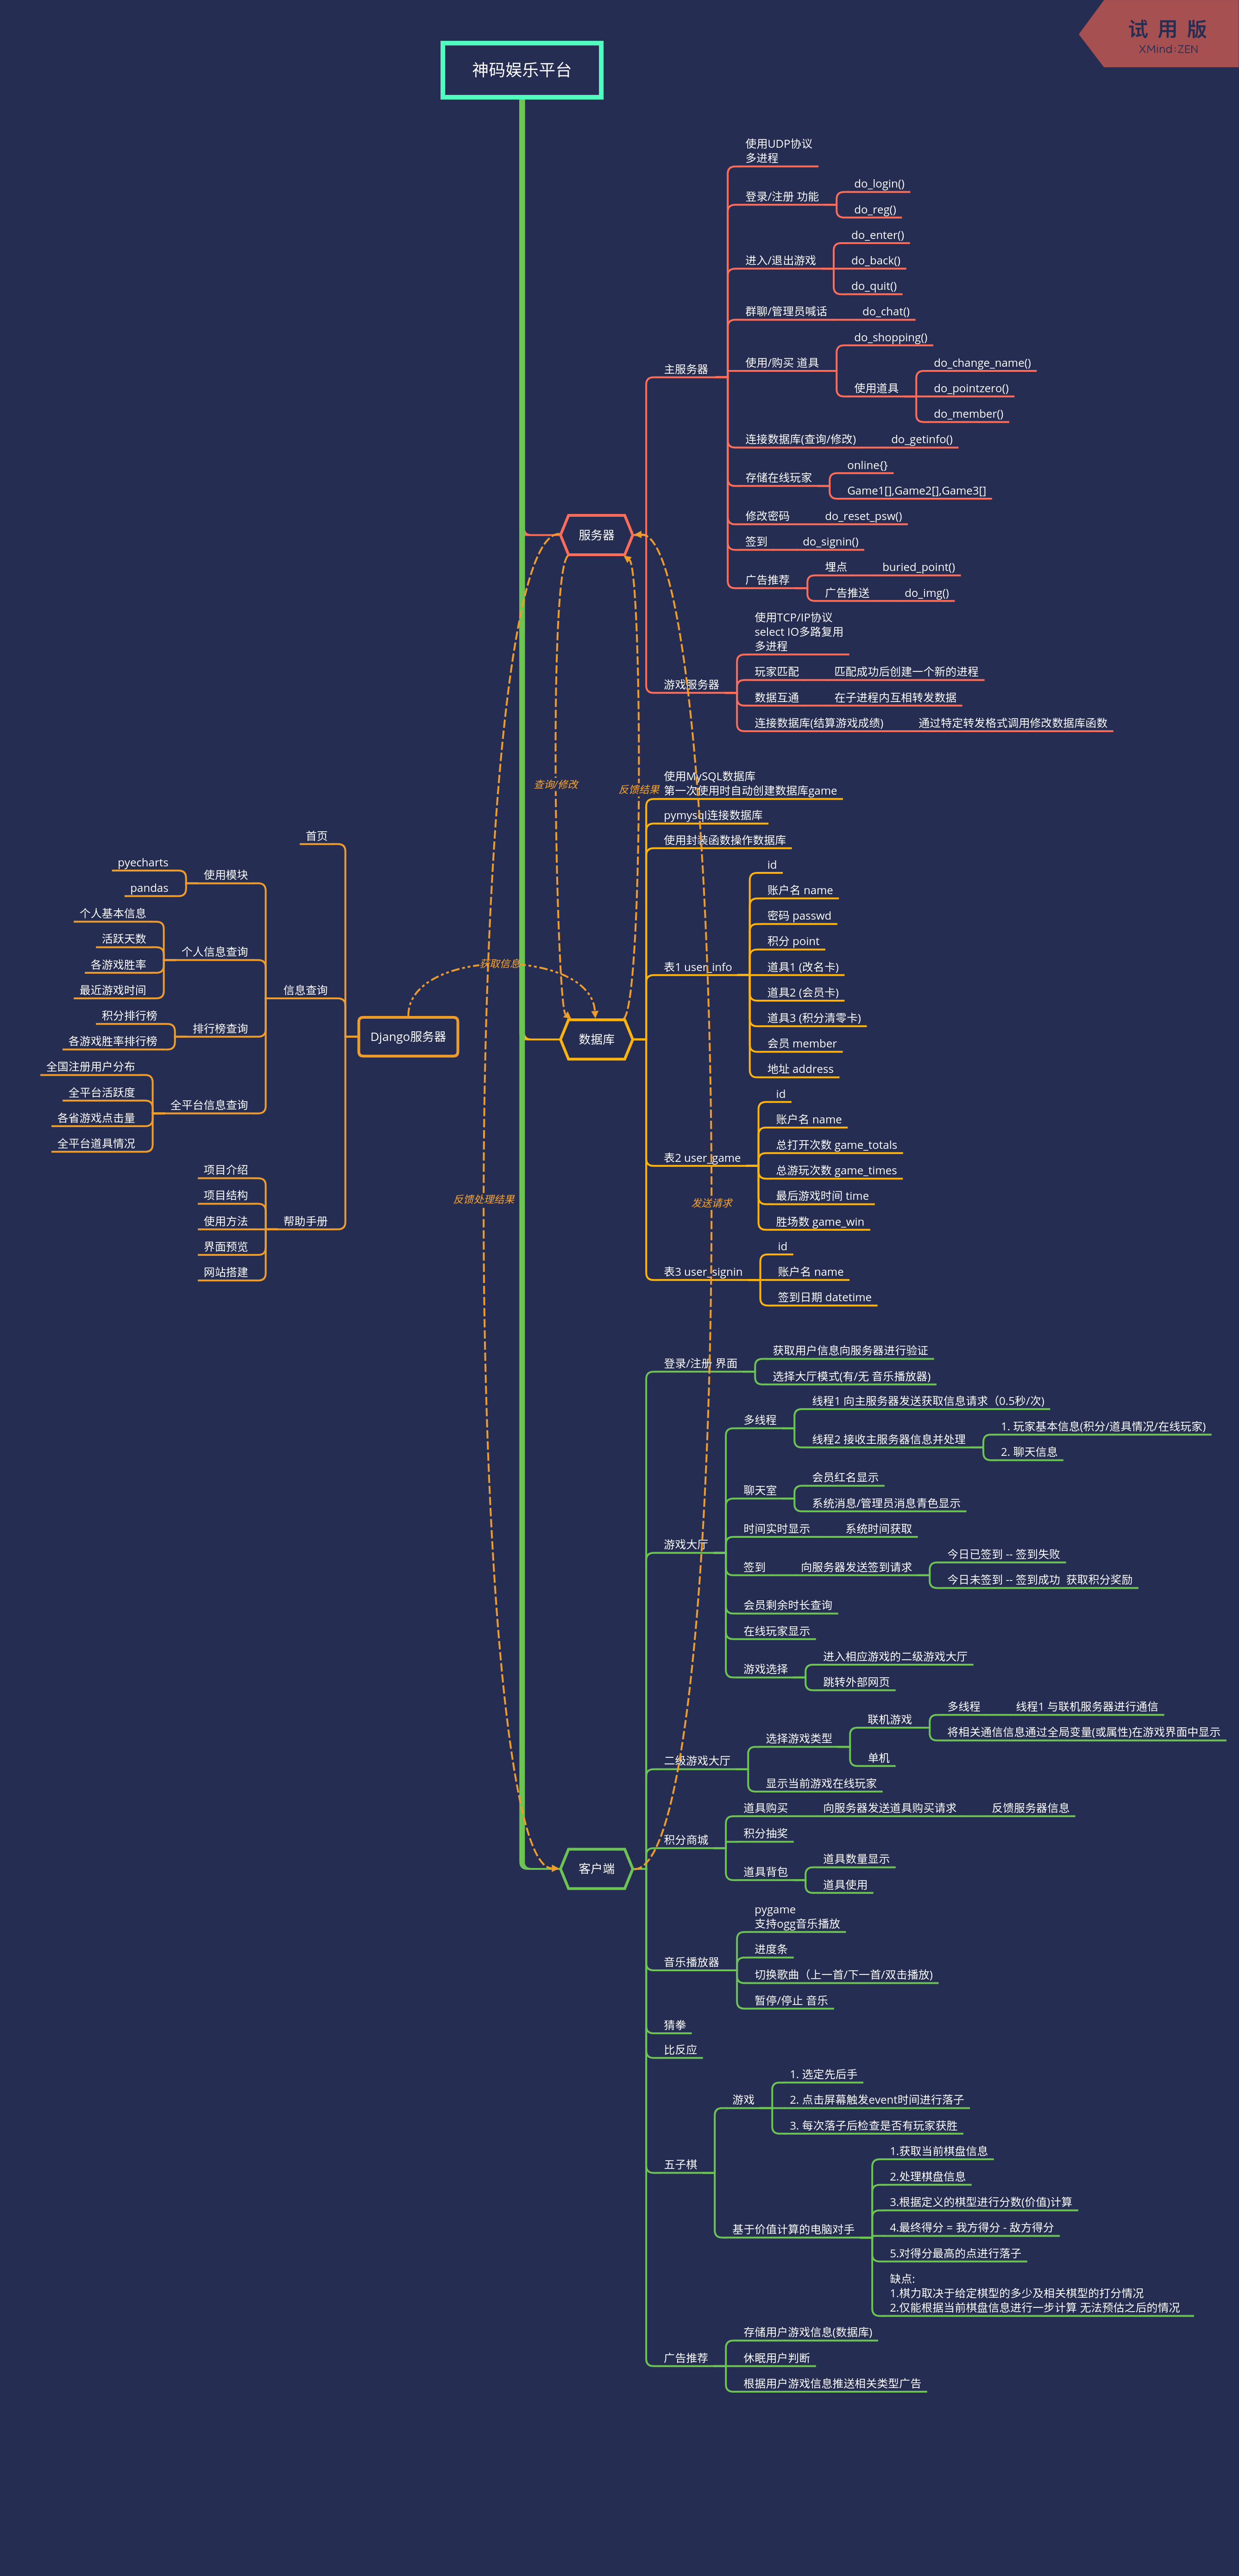 试 用 版
XMind:ZEN
神码娱乐平台
服务器
主服务器
使用UDP协议
多进程
登录/注册 功能
do_login()
do_reg()
进入/退出游戏
do_enter()
do_back()
do_quit()
群聊/管理员喊话
do_chat()
使用/购买 道具
do_shopping()
使用道具
do_change_name()
do_pointzero()
do_member()
连接数据库(查询/修改)
do_getinfo()
存储在线玩家
online{}
Game1[],Game2[],Game3[]
修改密码
do_reset_psw()
签到
do_signin()
广告推荐
埋点
buried_point()
广告推送
do_img()
游戏服务器
使用TCP/IP协议
select IO多路复用
多进程
玩家匹配
匹配成功后创建一个新的进程
数据互通
在子进程内互相转发数据
连接数据库(结算游戏成绩)
通过特定转发格式调用修改数据库函数
查询/修改
反馈结果
获取信息
反馈处理结果
发送请求
Django服务器
首页
信息查询
使用模块
pyecharts
pandas
个人信息查询
个人基本信息
活跃天数
各游戏胜率
最近游戏时间
排行榜查询
积分排行榜
各游戏胜率排行榜
全平台信息查询
全国注册用户分布
全平台活跃度
各省游戏点击量
全平台道具情况
帮助手册
项目介绍
项目结构
使用方法
界面预览
网站搭建
数据库
使用MySQL数据库
第一次使用时自动创建数据库game
pymysql连接数据库
使用封装函数操作数据库
表1 user_info
id
账户名 name
密码 passwd
积分 point
道具1 (改名卡)
道具2 (会员卡)
道具3 (积分清零卡)
会员 member
地址 address
表2 user_game
id
账户名 name
总打开次数 game_totals
总游玩次数 game_times
最后游戏时间 time
胜场数 game_win
表3 user_signin
id
账户名 name
签到日期 datetime
客户端
登录/注册 界面
获取用户信息向服务器进行验证
选择大厅模式(有/无 音乐播放器)
游戏大厅
多线程
线程1 向主服务器发送获取信息请求（0.5秒/次)
线程2 接收主服务器信息并处理
1. 玩家基本信息(积分/道具情况/在线玩家)
2. 聊天信息
聊天室
会员红名显示
系统消息/管理员消息青色显示
时间实时显示
系统时间获取
签到
向服务器发送签到请求
今日已签到 -- 签到失败
今日未签到 -- 签到成功  获取积分奖励
会员剩余时长查询
在线玩家显示
游戏选择
进入相应游戏的二级游戏大厅
跳转外部网页
二级游戏大厅
选择游戏类型
联机游戏
多线程
线程1 与联机服务器进行通信
将相关通信信息通过全局变量(或属性)在游戏界面中显示
单机
显示当前游戏在线玩家
积分商城
道具购买
向服务器发送道具购买请求
反馈服务器信息
积分抽奖
道具背包
道具数量显示
道具使用
音乐播放器
pygame
支持ogg音乐播放
进度条
切换歌曲（上一首/下一首/双击播放)
暂停/停止 音乐
猜拳
比反应
五子棋
游戏
1. 选定先后手
2. 点击屏幕触发event时间进行落子
3. 每次落子后检查是否有玩家获胜
基于价值计算的电脑对手
1.获取当前棋盘信息
2.处理棋盘信息
3.根据定义的棋型进行分数(价值)计算
4.最终得分 = 我方得分 - 敌方得分
5.对得分最高的点进行落子
缺点:
1.棋力取决于给定棋型的多少及相关棋型的打分情况
2.仅能根据当前棋盘信息进行一步计算 无法预估之后的情况
广告推荐
存储用户游戏信息(数据库)
休眠用户判断
根据用户游戏信息推送相关类型广告